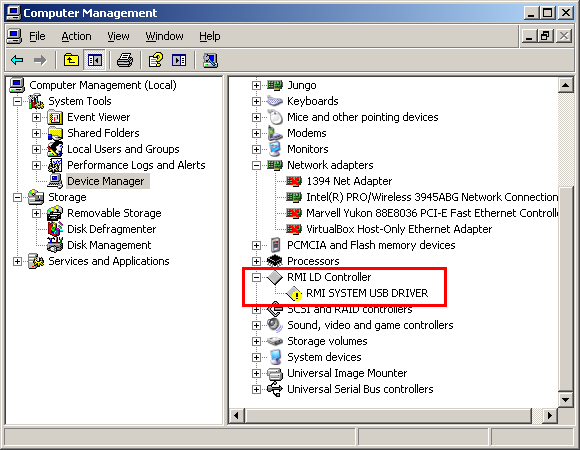 Computer Management
File Action View Window Help
Computer Management (Local)
System Tools
Event Viewer
Shared Folders
Local Users and Groups
Performance Logs and Alerts
Device Manager
Storage
Removable Storage
Disk Defragmenter
Disk Management
Services and Applications
Jungo
Keyboards
Mice and other pointing devices
Modems
Monitors
Network adapters
1394 Net Adapter
Intel(R) PRO/Wireless 3945ABG Network Connection
Marvell Yukon 88E8036 PCI-E Fast Ethernet Controll
VirtualBox Host-Only Ethernet Adapter
PCMCIA and Flash memory devices
Processors
RMI LD Controller
RMI SYSTEM USB DRIVER
SCSI and RAID controllers
Sound, video and game controllers
Storage volumes
System devices
Universal Image Mounter
Universal Serial Bus controllers